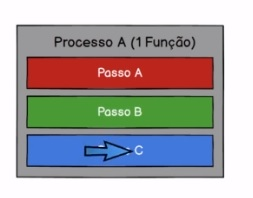 Processo A (1 Função)
Passo A
Passo B
C